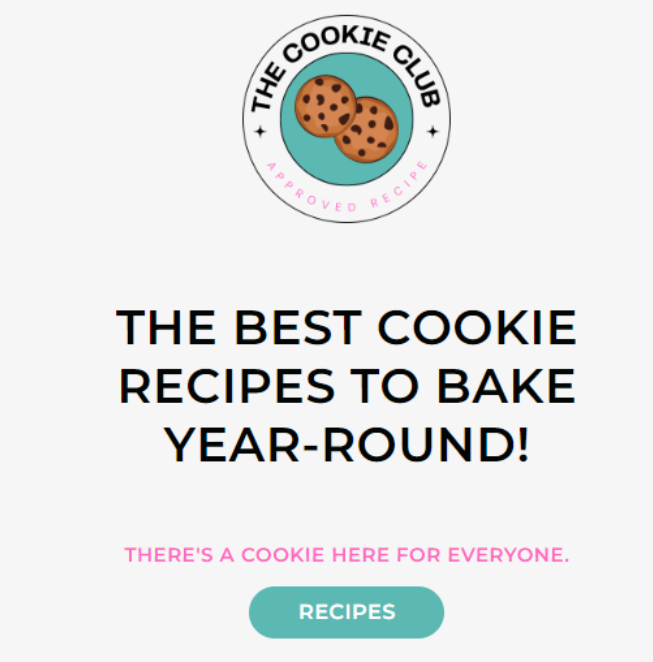 THE COOKIE CLUB
APPROVED RECIPE
THE BEST COOKIE
RECIPES TO BAKE
YEAR-ROUND!
THERE'S A COOKIE HERE FOR EVERYONE.
RECIPES